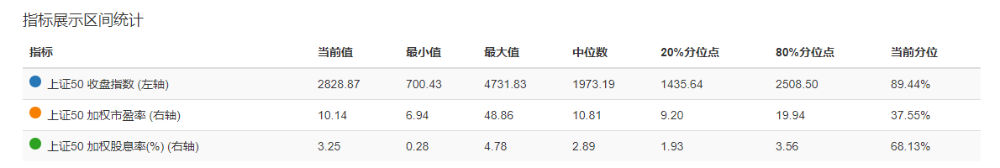 指标展示区间统计
指标 当前值 最小值 最大值 中位数 20%分位点 80%分位点 当前分位
上证50 收盘指数 (左轴) 2828.87 700.43 4731.83 1973.19 1435.64 2508.50 89.44%
上证50 加权市盈率 (右轴) 10.14 6.94 48.86 10.81 9.20 19.94 37.55%
上证50 加权股息率(%) (右轴) 3.25 0.28 4.78 2.89 1.93 3.56 68.13%